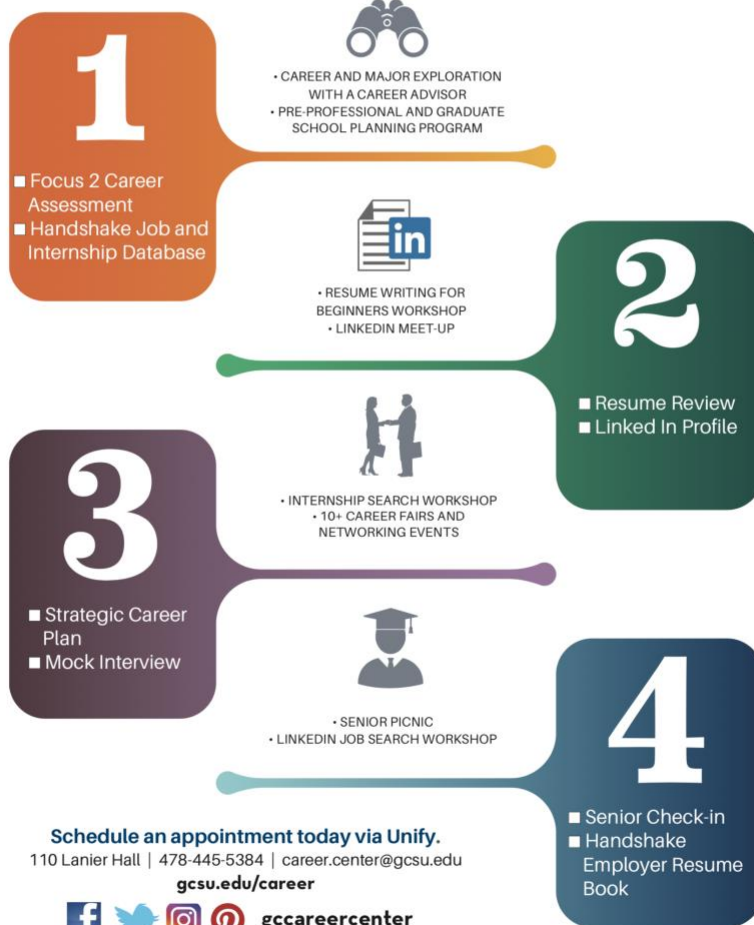 1
■ Focus 2 Career
Assessment
■ Handshake Job and
Internship Database
• CAREER AND MAJOR EXPLORATION
WITH A CAREER ADVISOR
• PRE-PROFESSIONAL AND GRADUATE
SCHOOL PLANNING PROGRAM
in
• RESUME WRITING FOR
BEGINNERS WORKSHOP
• LINKEDIN MEET-UP
2
■ Resume Review
■ Linked In Profile
3
■ Strategic Career
Plan
■ Mock Interview
• INTERNSHIP SEARCH WORKSHOP
• 10+ CAREER FAIRS AND
NETWORKING EVENTS
• SENIOR PICNIC
• LINKEDIN JOB SEARCH WORKSHOP
4
■ Senior Check-in
■ Handshake
Employer Resume
Book
Schedule an appointment today via Unify.
110 Lanier Hall | 478-445-5384 | career.center@gcsu.edu
gcsu.edu/career
f gccareercenter